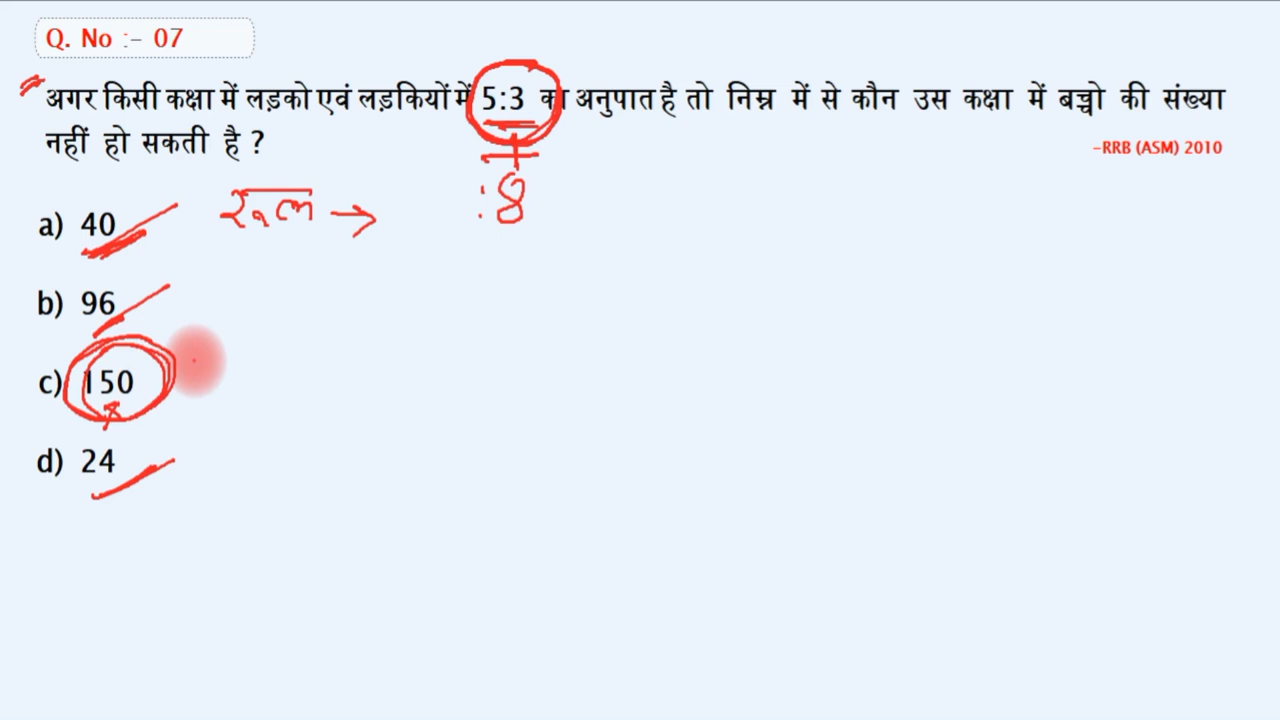 Q. No :- 07
अगर किसी कक्षा में लड़को एवं लड़कियों में 5:3 का अनुपात है तो निम्न में से कौन उस कक्षा में बच्चो की संख्या
नहीं हो सकती है ?
-RRB (ASM) 2010
:8
a) 40
b) 96
c) 150
d) 24